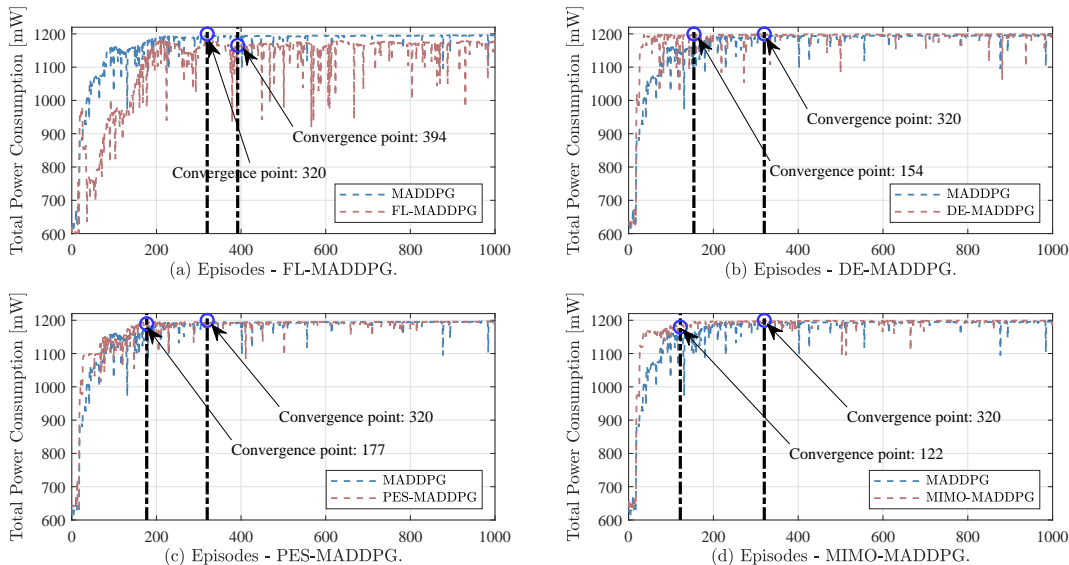 Total Power Consumption [mW]
1200
1100
1000
900
800
700
600
Convergence point: 394
Convergence point: 320
MADDPG
FL-MADDPG
0 200 400 600 800 1000
(a) Episodes - FL-MADDPG.
Total Power Consumption [mW]
1200
1100
1000
900
800
700
600
Convergence point: 320
Convergence point: 154
MADDPG
DE-MADDPG
0 200 400 600 800 1000
(b) Episodes - DE-MADDPG.
Total Power Consumption [mW]
1200
1100
1000
900
800
700
600
Convergence point: 320
Convergence point: 177
MADDPG
PES-MADDPG
0 200 400 600 800 1000
(c) Episodes - PES-MADDPG.
Total Power Consumption [mW]
1200
1100
1000
900
800
700
600
Convergence point: 320
Convergence point: 122
MADDPG
MIMO-MADDPG
0 200 400 600 800 1000
(d) Episodes - MIMO-MADDPG.